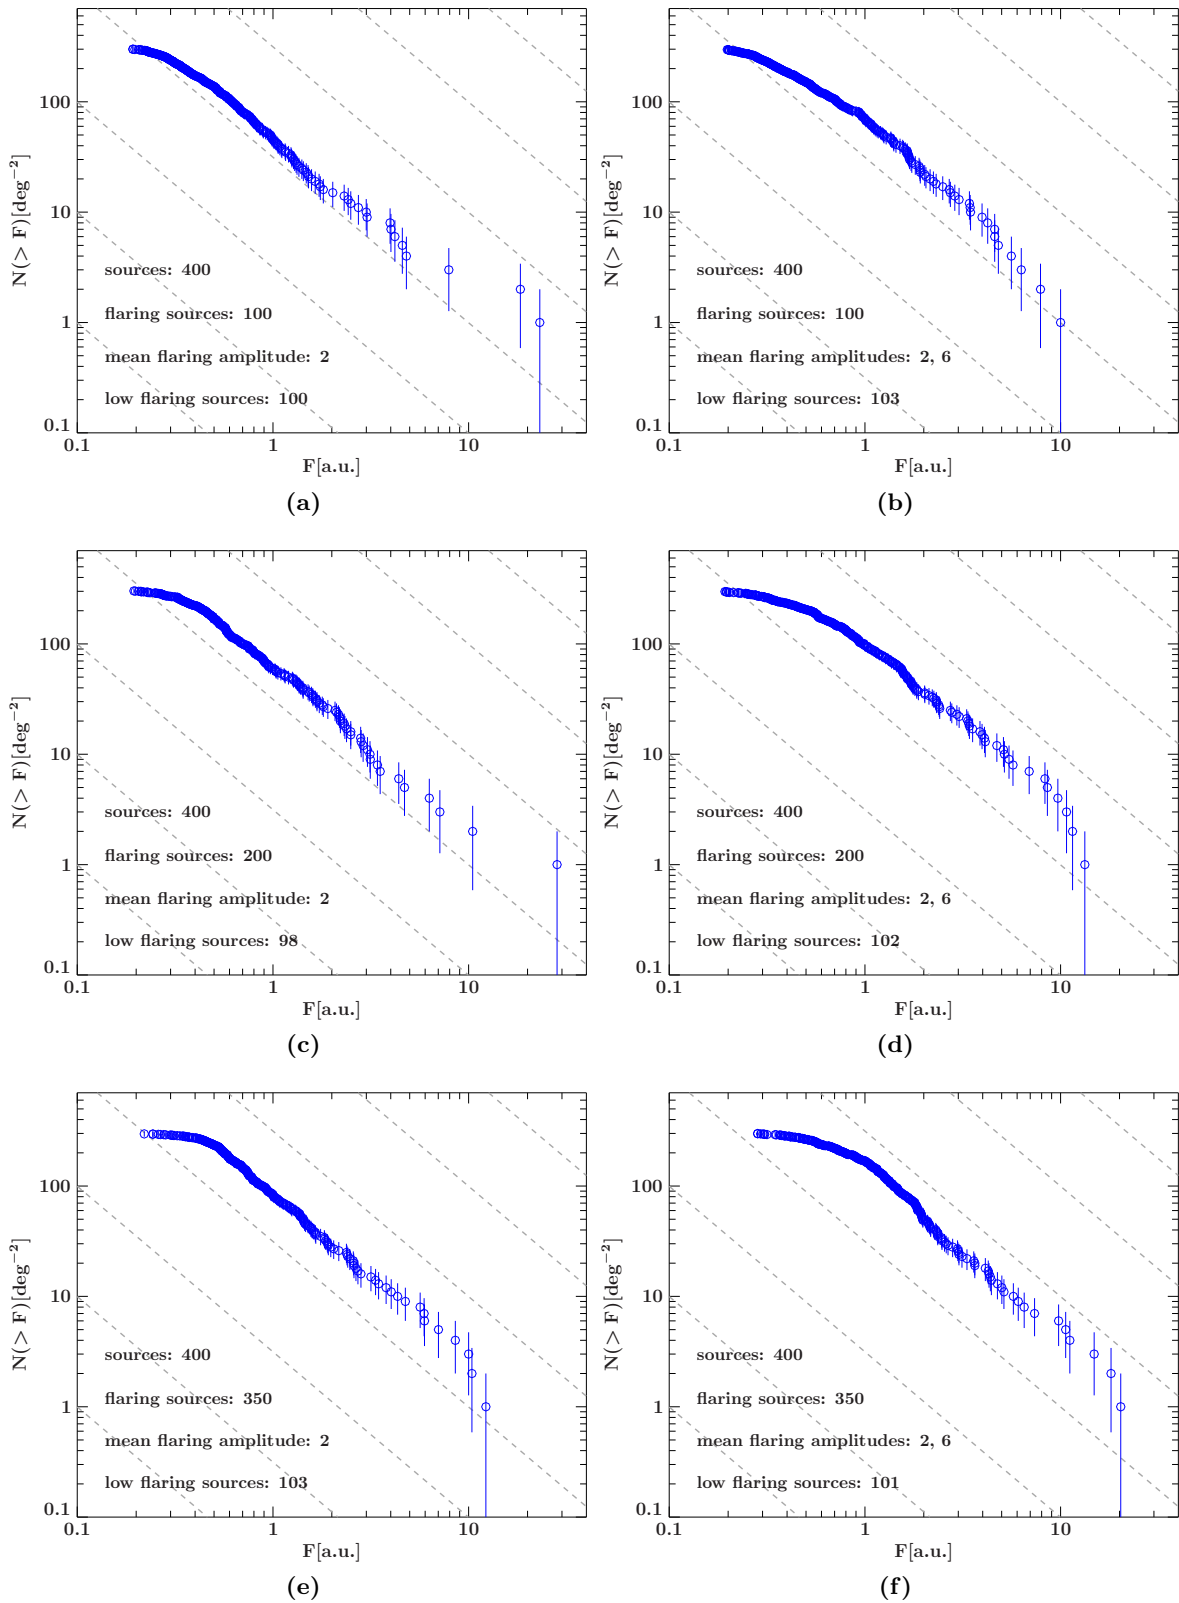 100
10
1
0.1
N(> F)[deg−2]
sources: 400
flaring sources: 100
mean flaring amplitude: 2
low flaring sources: 100
0.1 1 10
F[a.u.]
(a)
100
10
1
0.1
N(> F)[deg−2]
sources: 400
flaring sources: 100
mean flaring amplitudes: 2, 6
low flaring sources: 103
0.1 1 10
F[a.u.]
(b)
100
10
1
0.1
N(> F)[deg−2]
sources: 400
flaring sources: 200
mean flaring amplitude: 2
low flaring sources: 98
0.1 1 10
F[a.u.]
(c)
100
10
1
0.1
N(> F)[deg−2]
sources: 400
flaring sources: 200
mean flaring amplitudes: 2, 6
low flaring sources: 102
0.1 1 10
F[a.u.]
(d)
100
10
1
0.1
N(> F)[deg−2]
sources: 400
flaring sources: 350
mean flaring amplitude: 2
low flaring sources: 103
0.1 1 10
F[a.u.]
(e)
100
10
1
0.1
N(> F)[deg−2]
sources: 400
flaring sources: 350
mean flaring amplitudes: 2, 6
low flaring sources: 101
0.1 1 10
F[a.u.]
(f)